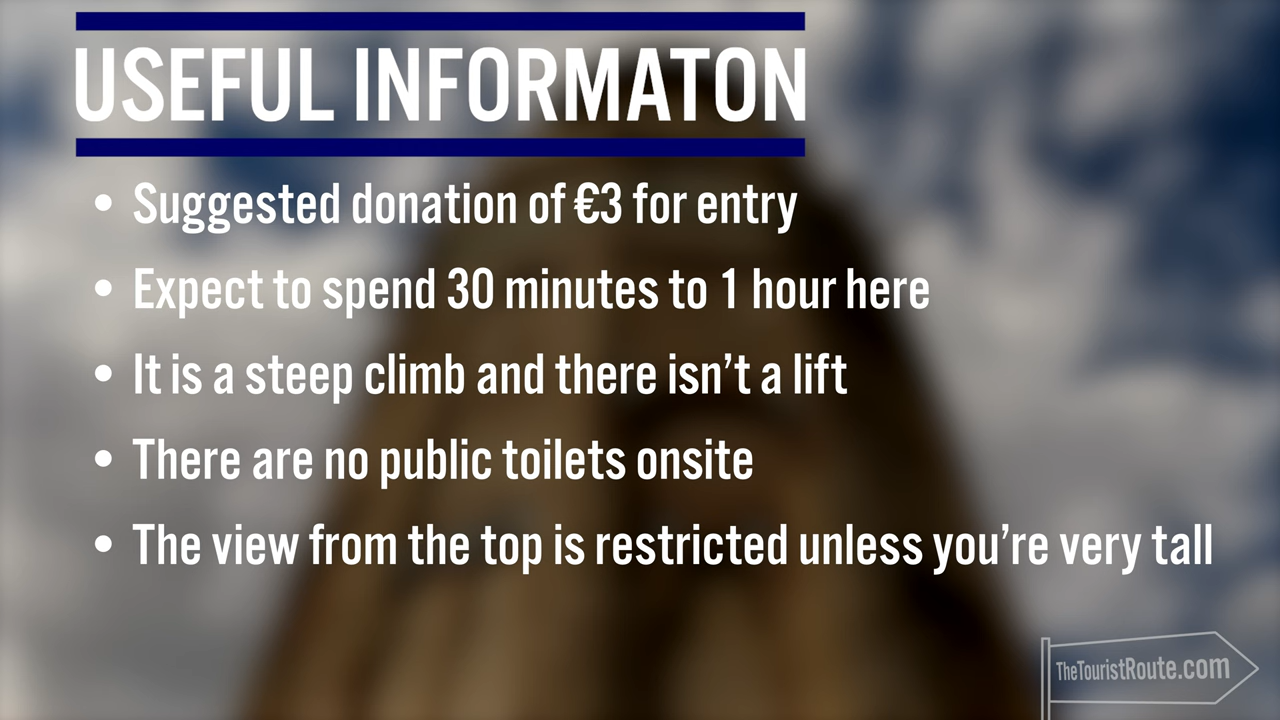 USEFUL INFORMATON
• Suggested donation of €3 for entry
• Expect to spend 30 minutes to 1 hour here
• It is a steep climb and there isn’t a lift
• There are no public toilets onsite
• The view from the top is restricted unless you’re very tall
TheTouristRoute.com